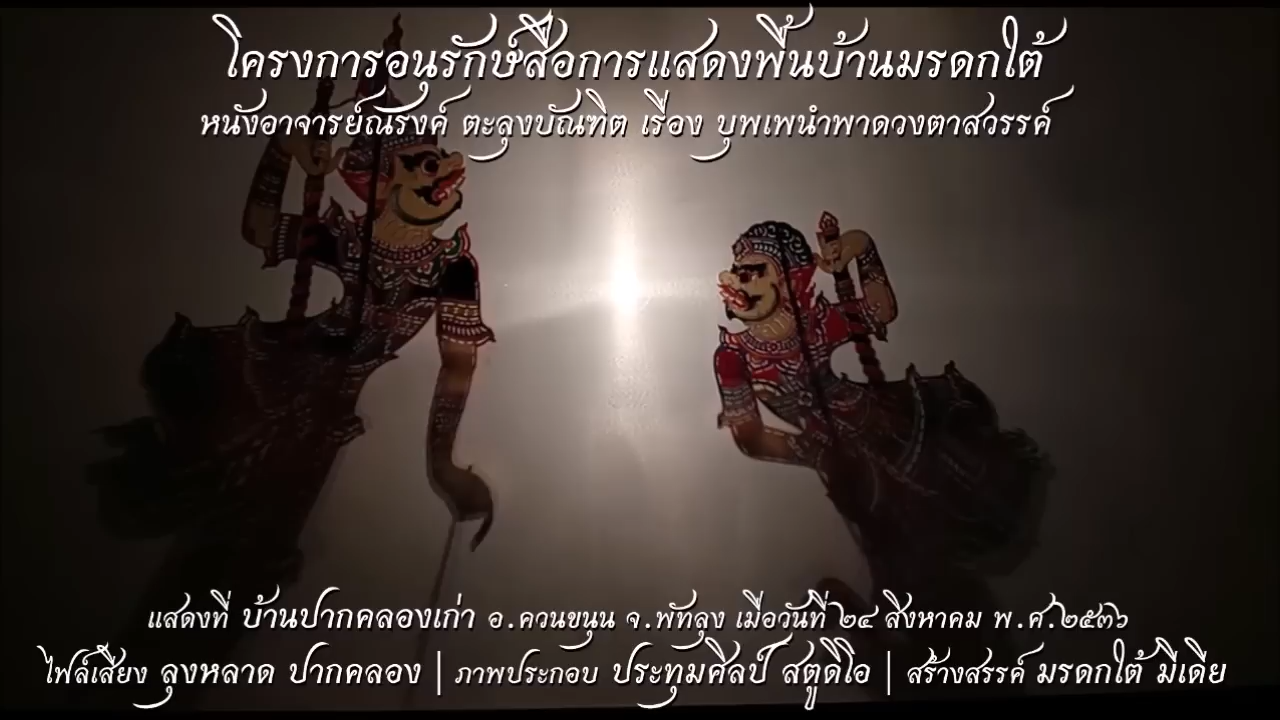 โครงการอนุรักษ์สื่อการแสดงพื้นบ้านมรดกใต้
หนังอาจารย์ณรงค์ ตะลุงบัณฑิต เรื่อง บุพเพนำพาดวงตาสวรรค์
แสดงที่ บ้านปากคลองเก่า อ.ควนขนุน จ.พัทลุง เมื่อวันที่ ๒๔ สิงหาคม พ.ศ.๒๕๓๖
ไฟล์เสียง ลุงหลาด ปากคลอง | ภาพประกอบ ประทุมศิลป์ สตูดิโอ | สร้างสรรค์ มรดกใต้ มีเดีย